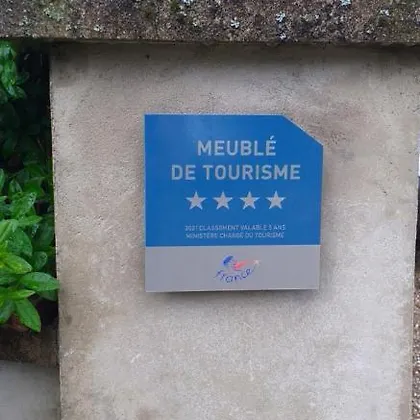 MEUBLÉ
DE TOURISME
★★★★
2021 CLASSEMENT VALABLE 5 ANS
MINISTÈRE CHARGÉ DU TOURISME
france